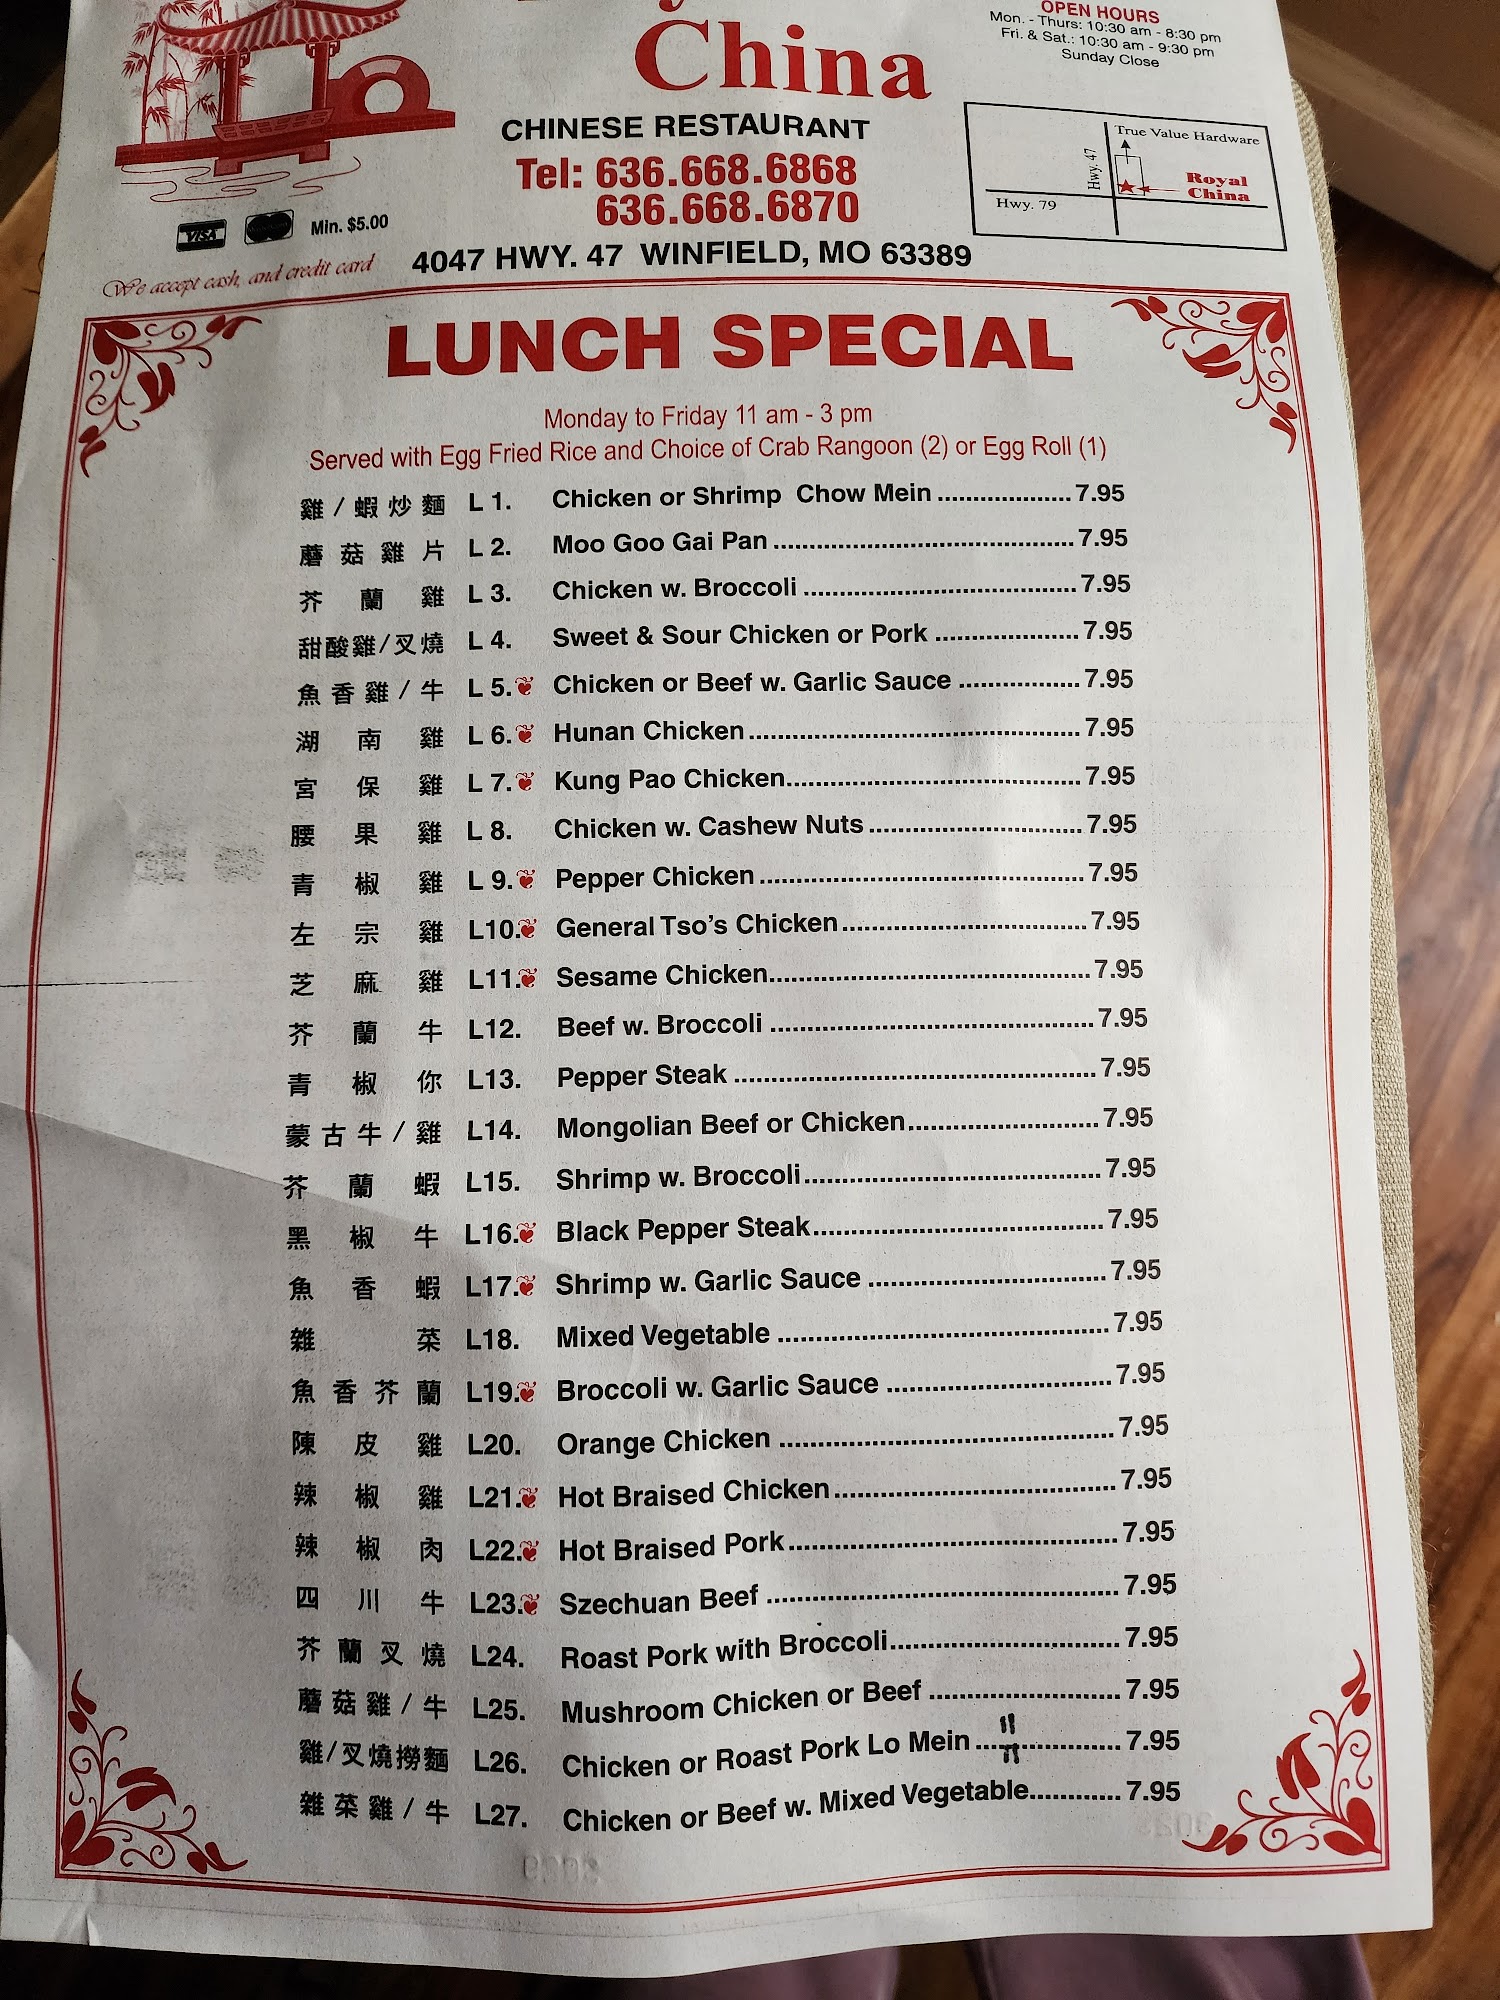 China
OPEN HOURS
Mon. - Thurs: 10:30 am - 8:30 pm
Fri. & Sat.: 10:30 am - 9:30 pm
Sunday Close
CHINESE RESTAURANT
Tel: 636.668.6868
636.668.6870
VISA
Min. $5.00
We accept cash, and credit card
4047 HWY. 47 WINFIELD, MO 63389
True Value Hardware
Hwy. 47
Royal
China
Hwy. 79
LUNCH SPECIAL
Monday to Friday 11 am - 3 pm
Served with Egg Fried Rice and Choice of Crab Rangoon (2) or Egg Roll (1)
雞/蝦炒麵 L 1. Chicken or Shrimp Chow Mein 7.95
蘑菇雞片 L 2. Moo Goo Gai Pan 7.95
芥蘭雞 L 3. Chicken w. Broccoli 7.95
甜酸雞/叉燒 L 4. Sweet & Sour Chicken or Pork 7.95
魚香雞/牛 L 5. Chicken or Beef w. Garlic Sauce 7.95
湖南雞 L 6. Hunan Chicken 7.95
宮保雞 L 7. Kung Pao Chicken 7.95
腰果雞 L 8. Chicken w. Cashew Nuts 7.95
青椒雞 L 9. Pepper Chicken 7.95
左宗雞 L10. General Tso's Chicken 7.95
芝麻雞 L11. Sesame Chicken 7.95
芥蘭牛 L12. Beef w. Broccoli 7.95
青椒你 L13. Pepper Steak 7.95
蒙古牛/雞 L14. Mongolian Beef or Chicken 7.95
芥蘭蝦 L15. Shrimp w. Broccoli 7.95
黑椒牛 L16. Black Pepper Steak 7.95
魚香蝦 L17. Shrimp w. Garlic Sauce 7.95
雜菜 L18. Mixed Vegetable 7.95
魚香芥蘭 L19. Broccoli w. Garlic Sauce 7.95
陳皮雞 L20. Orange Chicken 7.95
辣椒雞 L21. Hot Braised Chicken 7.95
辣椒肉 L22. Hot Braised Pork 7.95
四川牛 L23. Szechuan Beef 7.95
芥蘭叉燒 L24. Roast Pork with Broccoli 7.95
蘑菇雞/牛 L25. Mushroom Chicken or Beef 7.95
雞/叉燒撈麵 L26. Chicken or Roast Pork Lo Mein 7.95
雜菜雞/牛 L27. Chicken or Beef w. Mixed Vegetable 7.95